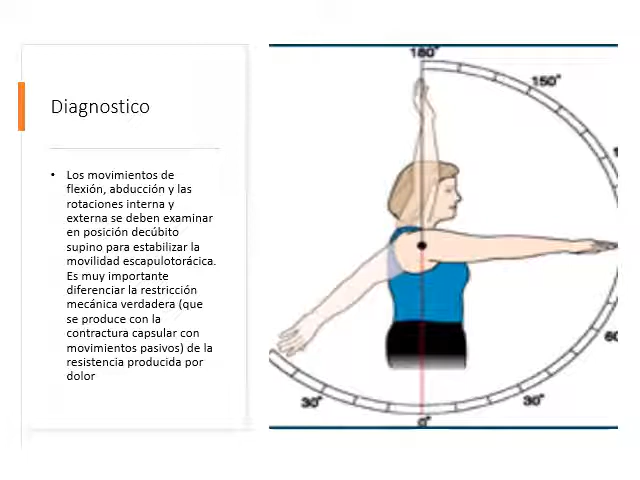 Diagnostico
• Los movimientos de
flexión, abducción y las
rotaciones interna y
externa se deben examinar
en posición decúbito
supino para estabilizar la
movilidad escapulotorácica.
Es muy importante
diferenciar la restricción
mecánica verdadera (que
se produce con la
contractura capsular con
movimientos pasivos) de la
resistencia producida por
dolor
180°
150°
30°
30°
0°